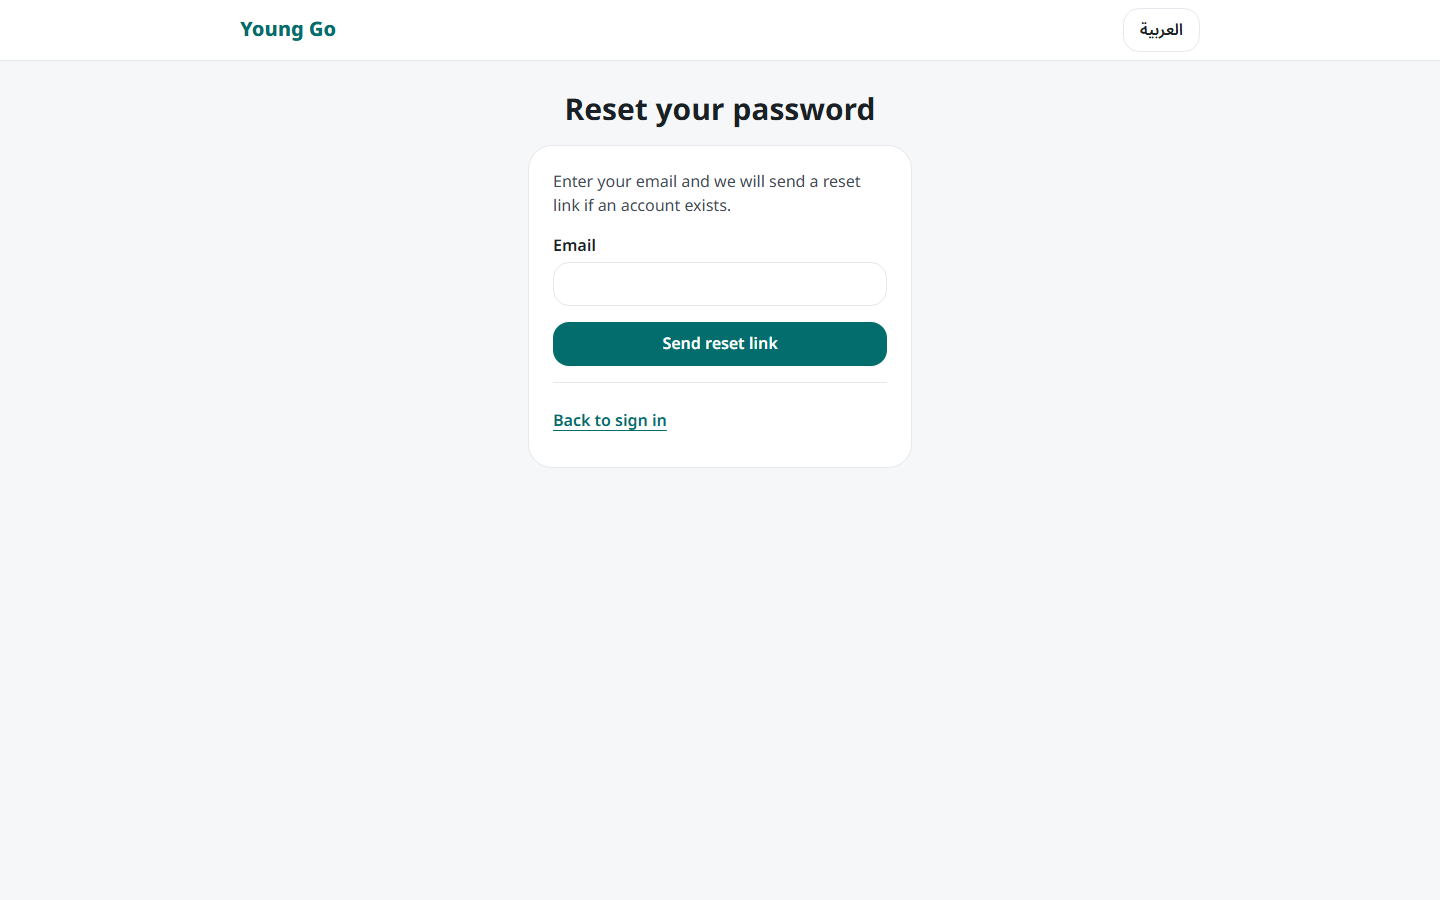 Young Go
العربية
Reset your password
Enter your email and we will send a reset
link if an account exists.
Email
Send reset link
Back to sign in